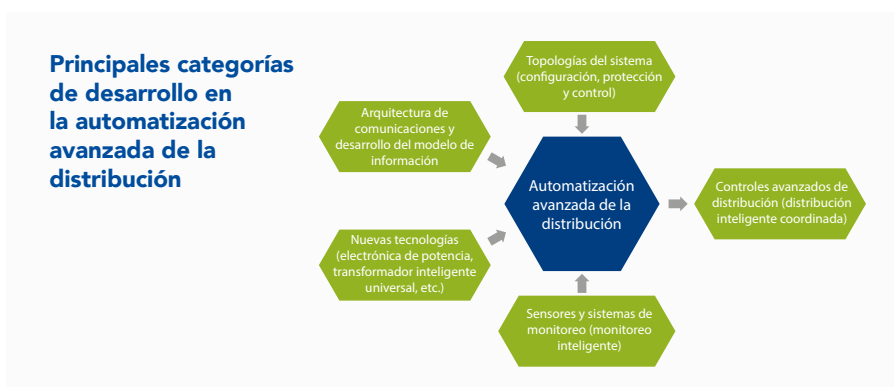 Principales categorías
de desarrollo en
la automatización
avanzada de la
distribución
Topologías del sistema
(configuración, protección
y control)
Arquitectura de
comunicaciones y
desarrollo del modelo de
información
Automatización
avanzada de la
distribución
Controles avanzados de
distribución (distribución
inteligente coordinada)
Nuevas tecnologías
(electrónica de potencia,
transformador inteligente
universal, etc.)
Sensores y sistemas de
monitoreo (monitoreo
inteligente)